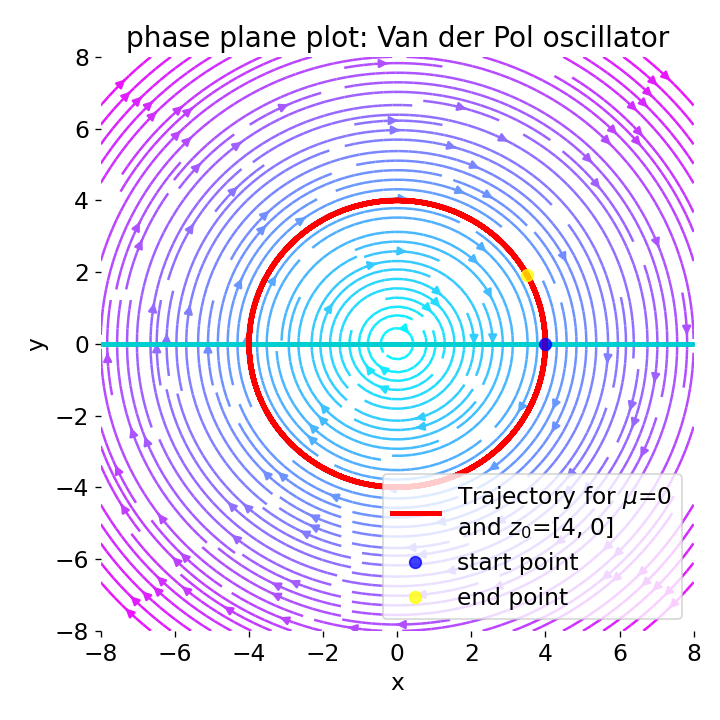 phase plane plot: Van der Pol oscillator
8
6
4
2
0
−2
−4
−6
−8
y
Trajectory for μ=0
and z₀=[4, 0]
start point
end point
−8 −6 −4 −2 0 2 4 6 8
x